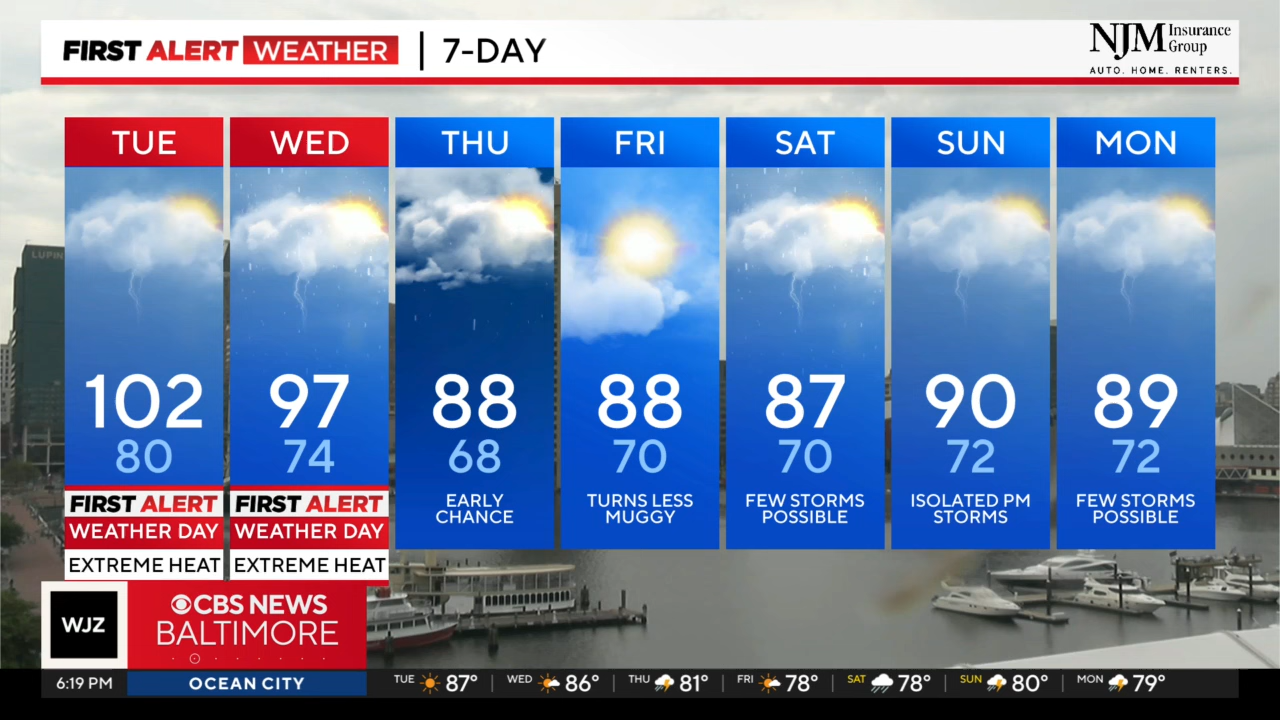 FIRST ALERT WEATHER | 7-DAY
NJM Insurance Group
AUTO. HOME. RENTERS.
TUE WED THU FRI SAT SUN MON
LUPIN
102 97 88 88 87 90 89
80 74 68 70 70 72 72
FIRST ALERT
WEATHER DAY
EXTREME HEAT
FIRST ALERT
WEATHER DAY
EXTREME HEAT
EARLY
CHANCE
TURNS LESS
MUGGY
FEW STORMS
POSSIBLE
ISOLATED PM
STORMS
FEW STORMS
POSSIBLE
WJZ
CBS NEWS
BALTIMORE
6:19 PM OCEAN CITY TUE 87° | WED 86° | THU 81° | FRI 78° | SAT 78° | SUN 80° | MON 79°